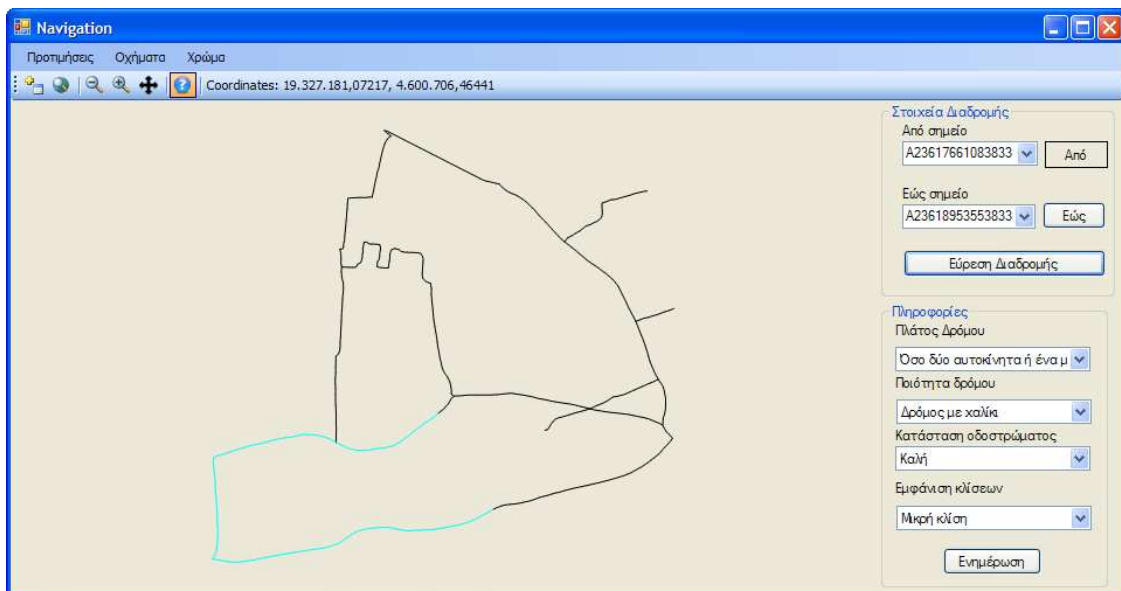 Navigation
Προτιμήσεις Οχήματα Χρώμα
Coordinates: 19.327.181,07217, 4.600.706,46441
Στοιχεία Διαδρομής
Από σημείο
A23617661083833 Από
Εώς σημείο
A23618953553833 Εώς
Εύρεση Διαδρομής
Πληροφορίες
Πλάτος Δρόμου
Όσο δύο αυτοκίνητα ή ένα μ
Ποιότητα δρόμου
Δρόμος με χαλίκι
Κατάσταση οδοστρώματος
Καλή
Εμφάνιση κλίσεων
Μικρή κλίση
Ενημέρωση